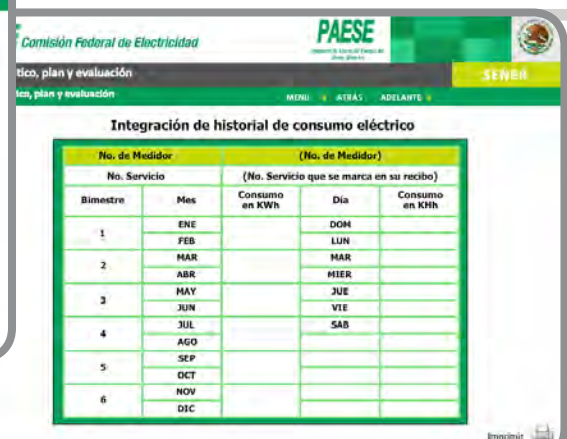 Comisión Federal de Electricidad
PAESE
tico, plan y evaluación
SENER
ico, plan y evaluación
MENU ATRÁS ADELANTE
Integración de historial de consumo eléctrico
No. de Medidor (No. de Medidor)
No. Servicio (No. Servicio que se marca en su recibo)
Bimestre Mes Consumo en KWh Día Consumo en KHh
1 ENE DOM
FEB LUN
2 MAR MAR
ABR MIER
3 MAY JUE
JUN VIE
4 JUL SAB
AGO
5 SEP
OCT
6 NOV
DIC
Imprimir